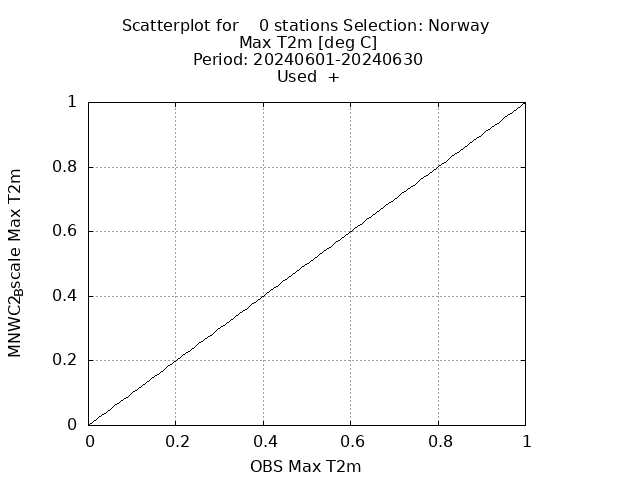 Scatterplot for    0 stations Selection: Norway
Max T2m [deg C]
Period: 20240601-20240630
Used +
1
0.8
0.6
0.4
0.2
0
MNWC2Bscale Max T2m
0 0.2 0.4 0.6 0.8 1
OBS Max T2m